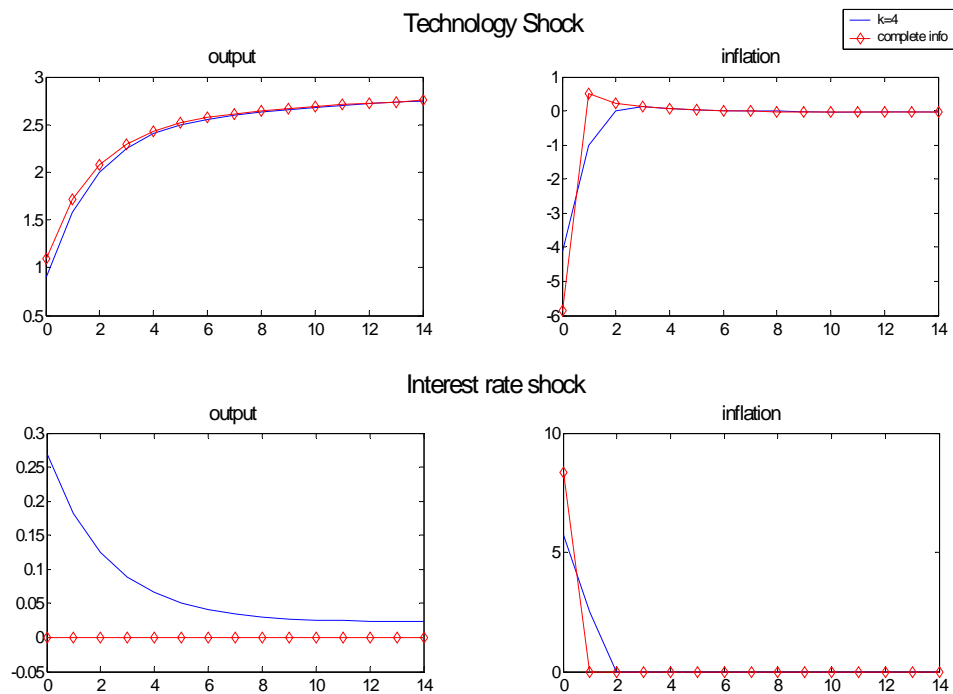 Technology Shock
k=4
complete info
output
inflation
3
2.5
2
1.5
1
0.5
0 2 4 6 8 10 12 14
1
0
-1
-2
-3
-4
-5
-6
0 2 4 6 8 10 12 14
Interest rate shock
output
inflation
0.3
0.25
0.2
0.15
0.1
0.05
0
-0.05
0 2 4 6 8 10 12 14
10
5
0
0 2 4 6 8 10 12 14